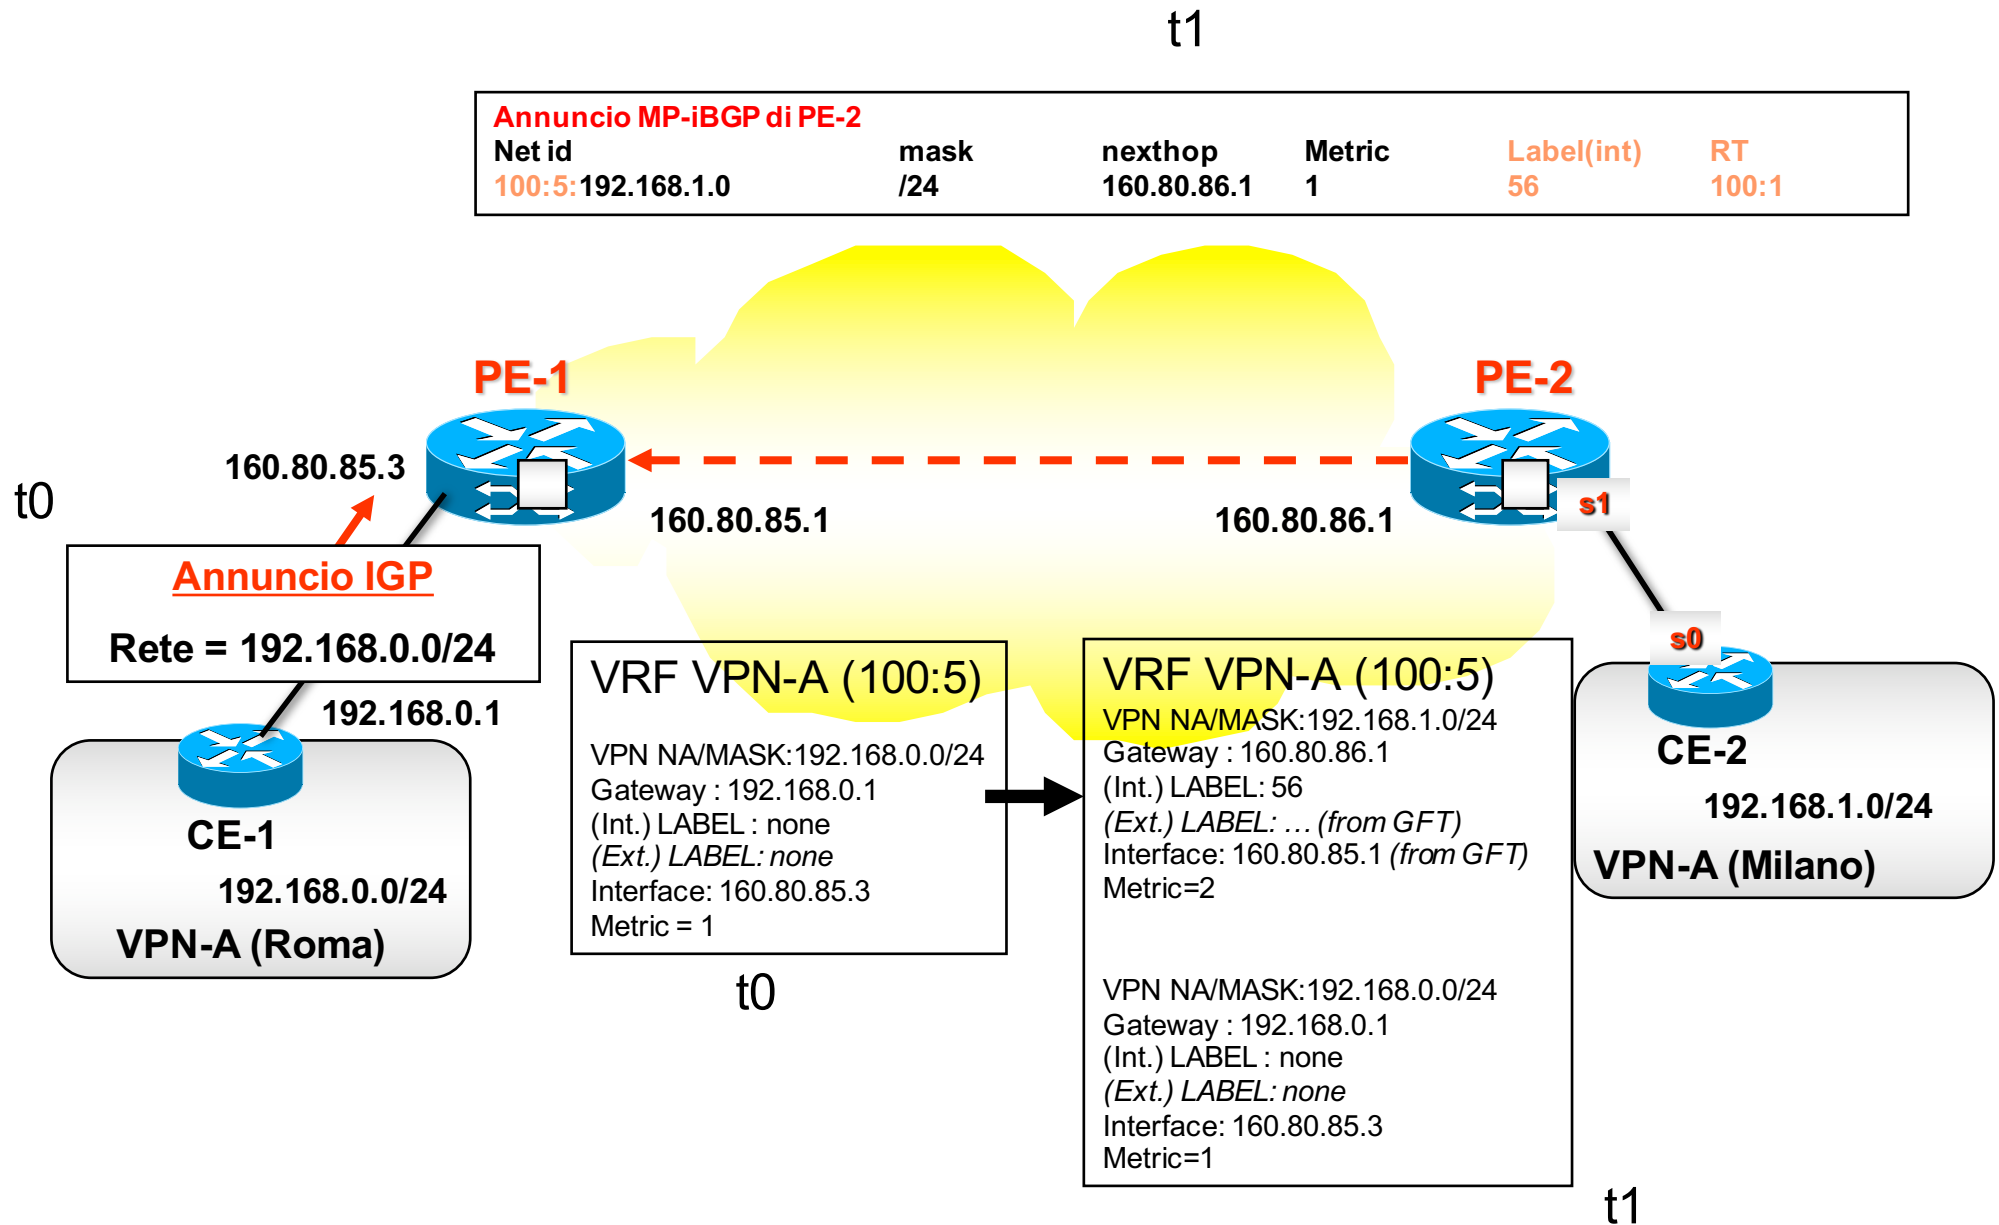 t1
Annuncio MP-iBGP di PE-2
Net id mask nexthop Metric Label(int) RT
100:5:192.168.1.0 /24 160.80.86.1 1 56 100:1
PE-1
PE-2
160.80.85.3
t0
s1
160.80.85.1
160.80.86.1
Annuncio IGP
Rete = 192.168.0.0/24
192.168.0.1
s0
CE-1
192.168.0.0/24
VPN-A (Roma)
VRF VPN-A (100:5)
VPN NA/MASK:192.168.0.0/24
Gateway : 192.168.0.1
(Int.) LABEL : none
(Ext.) LABEL: none
Interface: 160.80.85.3
Metric = 1
t0
VRF VPN-A (100:5)
VPN NA/MASK:192.168.1.0/24
Gateway : 160.80.86.1
(Int.) LABEL: 56
(Ext.) LABEL: … (from GFT)
Interface: 160.80.85.1 (from GFT)
Metric=2
VPN NA/MASK:192.168.0.0/24
Gateway : 192.168.0.1
(Int.) LABEL : none
(Ext.) LABEL: none
Interface: 160.80.85.3
Metric=1
CE-2
192.168.1.0/24
VPN-A (Milano)
t1